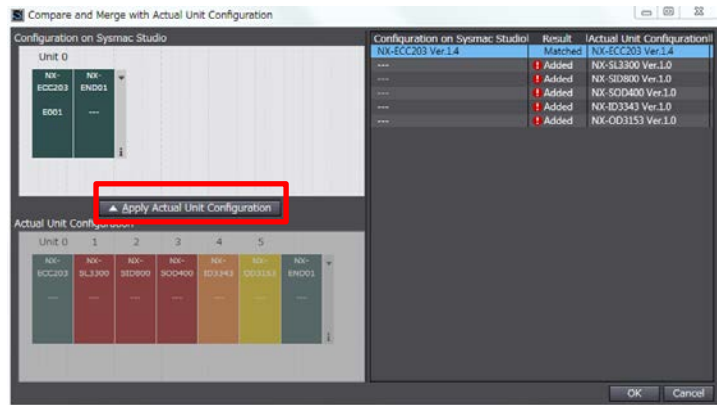 Compare and Merge with Actual Unit Configuration
Configuration on Sysmac Studio
Unit 0
NX-ECC203 NX-END01
E001 ---
▲ Apply Actual Unit Configuration
Actual Unit Configuration
Unit 0 1 2 3 4 5
NX-ECC203 NX-SL3300 NX-SID800 NX-SOD400 NX-ID3343 NX-OD3153 NX-END01
--- --- --- --- --- --- ---
Configuration on Sysmac Studio Result Actual Unit Configuration
NX-ECC203 Ver.1.4 Matched NX-ECC203 Ver.1.4
--- Added NX-SL3300 Ver.1.0
--- Added NX-SID800 Ver.1.0
--- Added NX-SOD400 Ver.1.0
--- Added NX-ID3343 Ver.1.0
--- Added NX-OD3153 Ver.1.0
OK Cancel